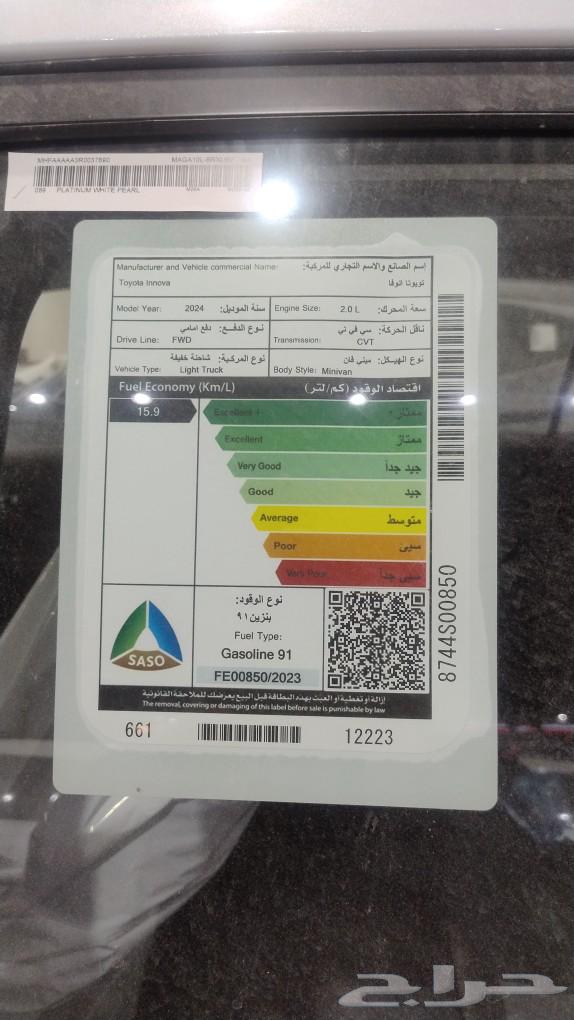 MHFAAAAA3R0037890
089 PLATINUM WHITE PEARL
Manufacturer and Vehicle commercial Name: إسم الصانع والاسم التجاري للمركبة:
Toyota Innova تويوتا انوفا
Model Year: 2024 سنة الموديل: Engine Size: 2.0 L سعة المحرك:
نوع الدفع: دفع امامي ناقل الحركة: سي في تي
Drive Line: FWD Transmission: CVT
نوع المركبة: شاحنة خفيفة نوع الهيكل: ميني فان
Vehicle Type: Light Truck Body Style: Minivan
Fuel Economy (Km/L) اقتصاد الوقود (كم/لتر)
15.9 Excellent + ممتاز +
Excellent ممتاز
Very Good جيد جداً
Good جيد
Average متوسط
Poor سيئ
Very Poor سيئ جداً
نوع الوقود:
بنزين ٩١
Fuel Type:
Gasoline 91
SASO
FE00850/2023
8744S00850
إزالة أو تغطية أو العبث بهذه البطاقة قبل البيع يعرضك للملاحقة القانونية
The removal, covering or damaging of this label before sale is punishable by law
661 12223
حراج